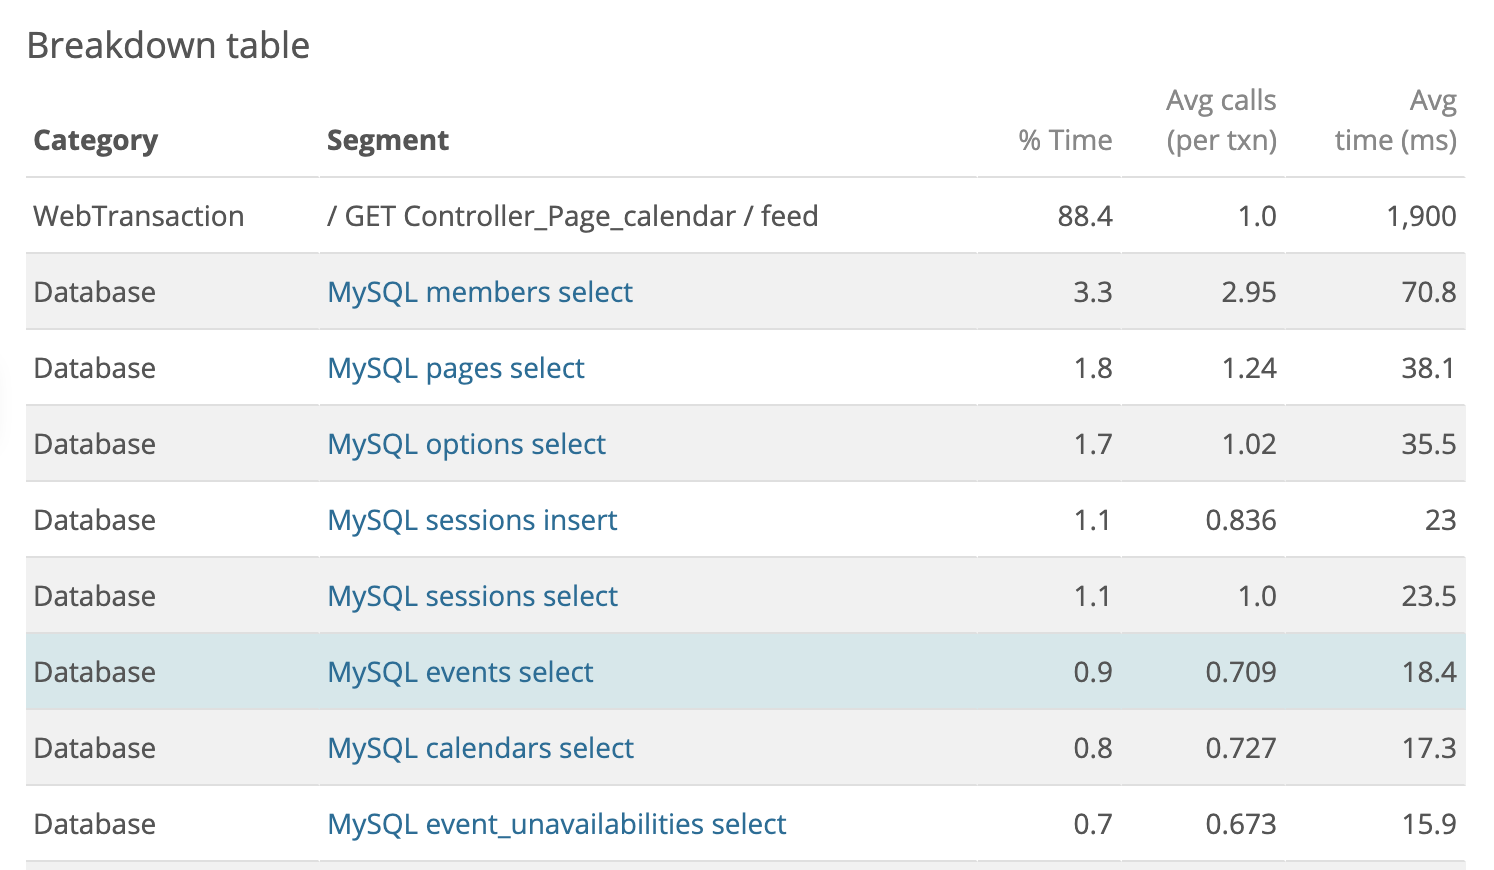 Breakdown table
Category Segment % Time Avg calls (per txn) Avg time (ms)
WebTransaction / GET Controller_Page_calendar / feed 88.4 1.0 1,900
Database MySQL members select 3.3 2.95 70.8
Database MySQL pages select 1.8 1.24 38.1
Database MySQL options select 1.7 1.02 35.5
Database MySQL sessions insert 1.1 0.836 23
Database MySQL sessions select 1.1 1.0 23.5
Database MySQL events select 0.9 0.709 18.4
Database MySQL calendars select 0.8 0.727 17.3
Database MySQL event_unavailabilities select 0.7 0.673 15.9